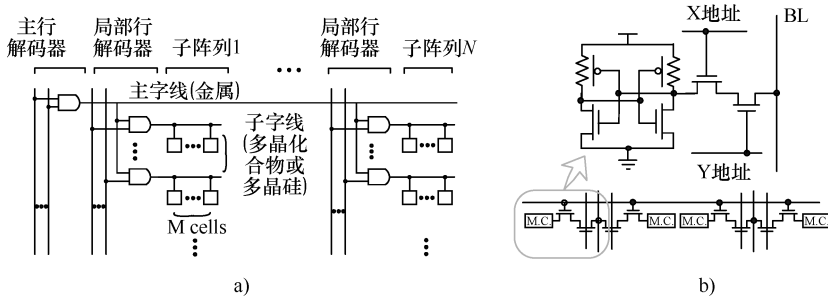 主行
解码器
局部行
解码器
子阵列1
局部行
解码器
子阵列N
主字线(金属)
子字线
(多晶化
合物或
多晶硅)
M cells
a)
X地址
BL
Y地址
M.C
M.C
M.C
M.C
b)